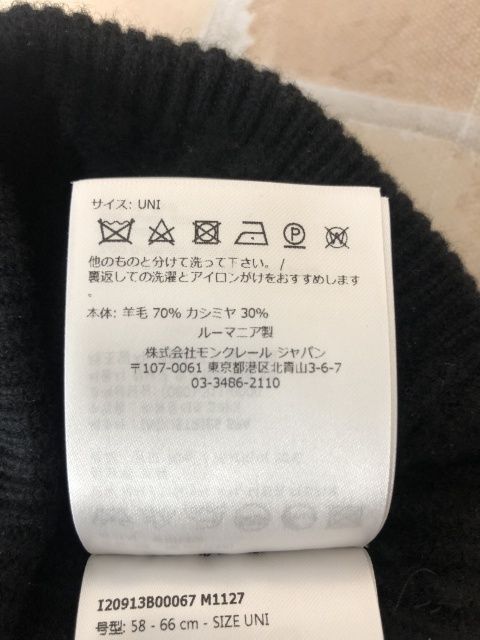 サイズ: UNI
他のものと分けて洗って下さい。/
裏返しての洗濯とアイロンがけをおすすめします
。
本体: 羊毛 70% カシミヤ 30%
ルーマニア製
株式会社モンクレール ジャパン
〒107-0061 東京都港区北青山3-6-7
03-3486-2110
I20913B00067 M1127
号型: 58 - 66 cm - SIZE UNI